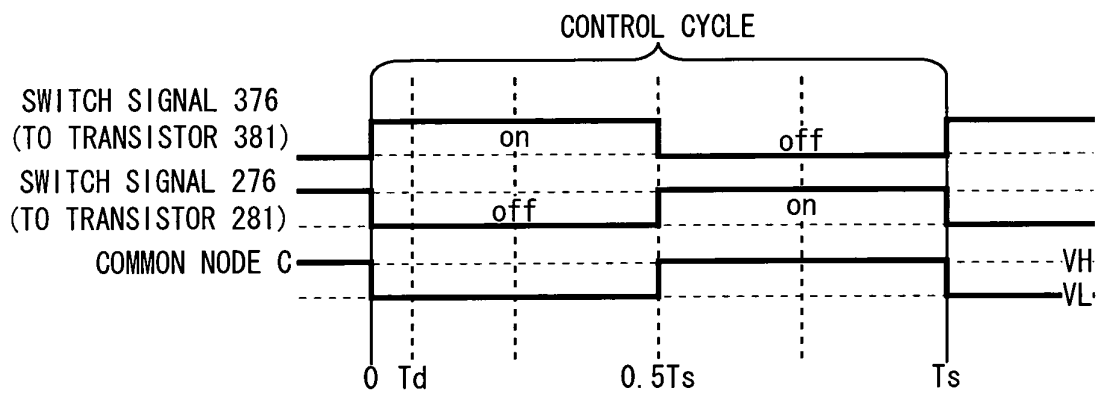 CONTROL CYCLE
SWITCH SIGNAL 376
(TO TRANSISTOR 381)
on
off
SWITCH SIGNAL 276
(TO TRANSISTOR 281)
off
on
COMMON NODE C
VH
VL
0 Td 0.5Ts Ts